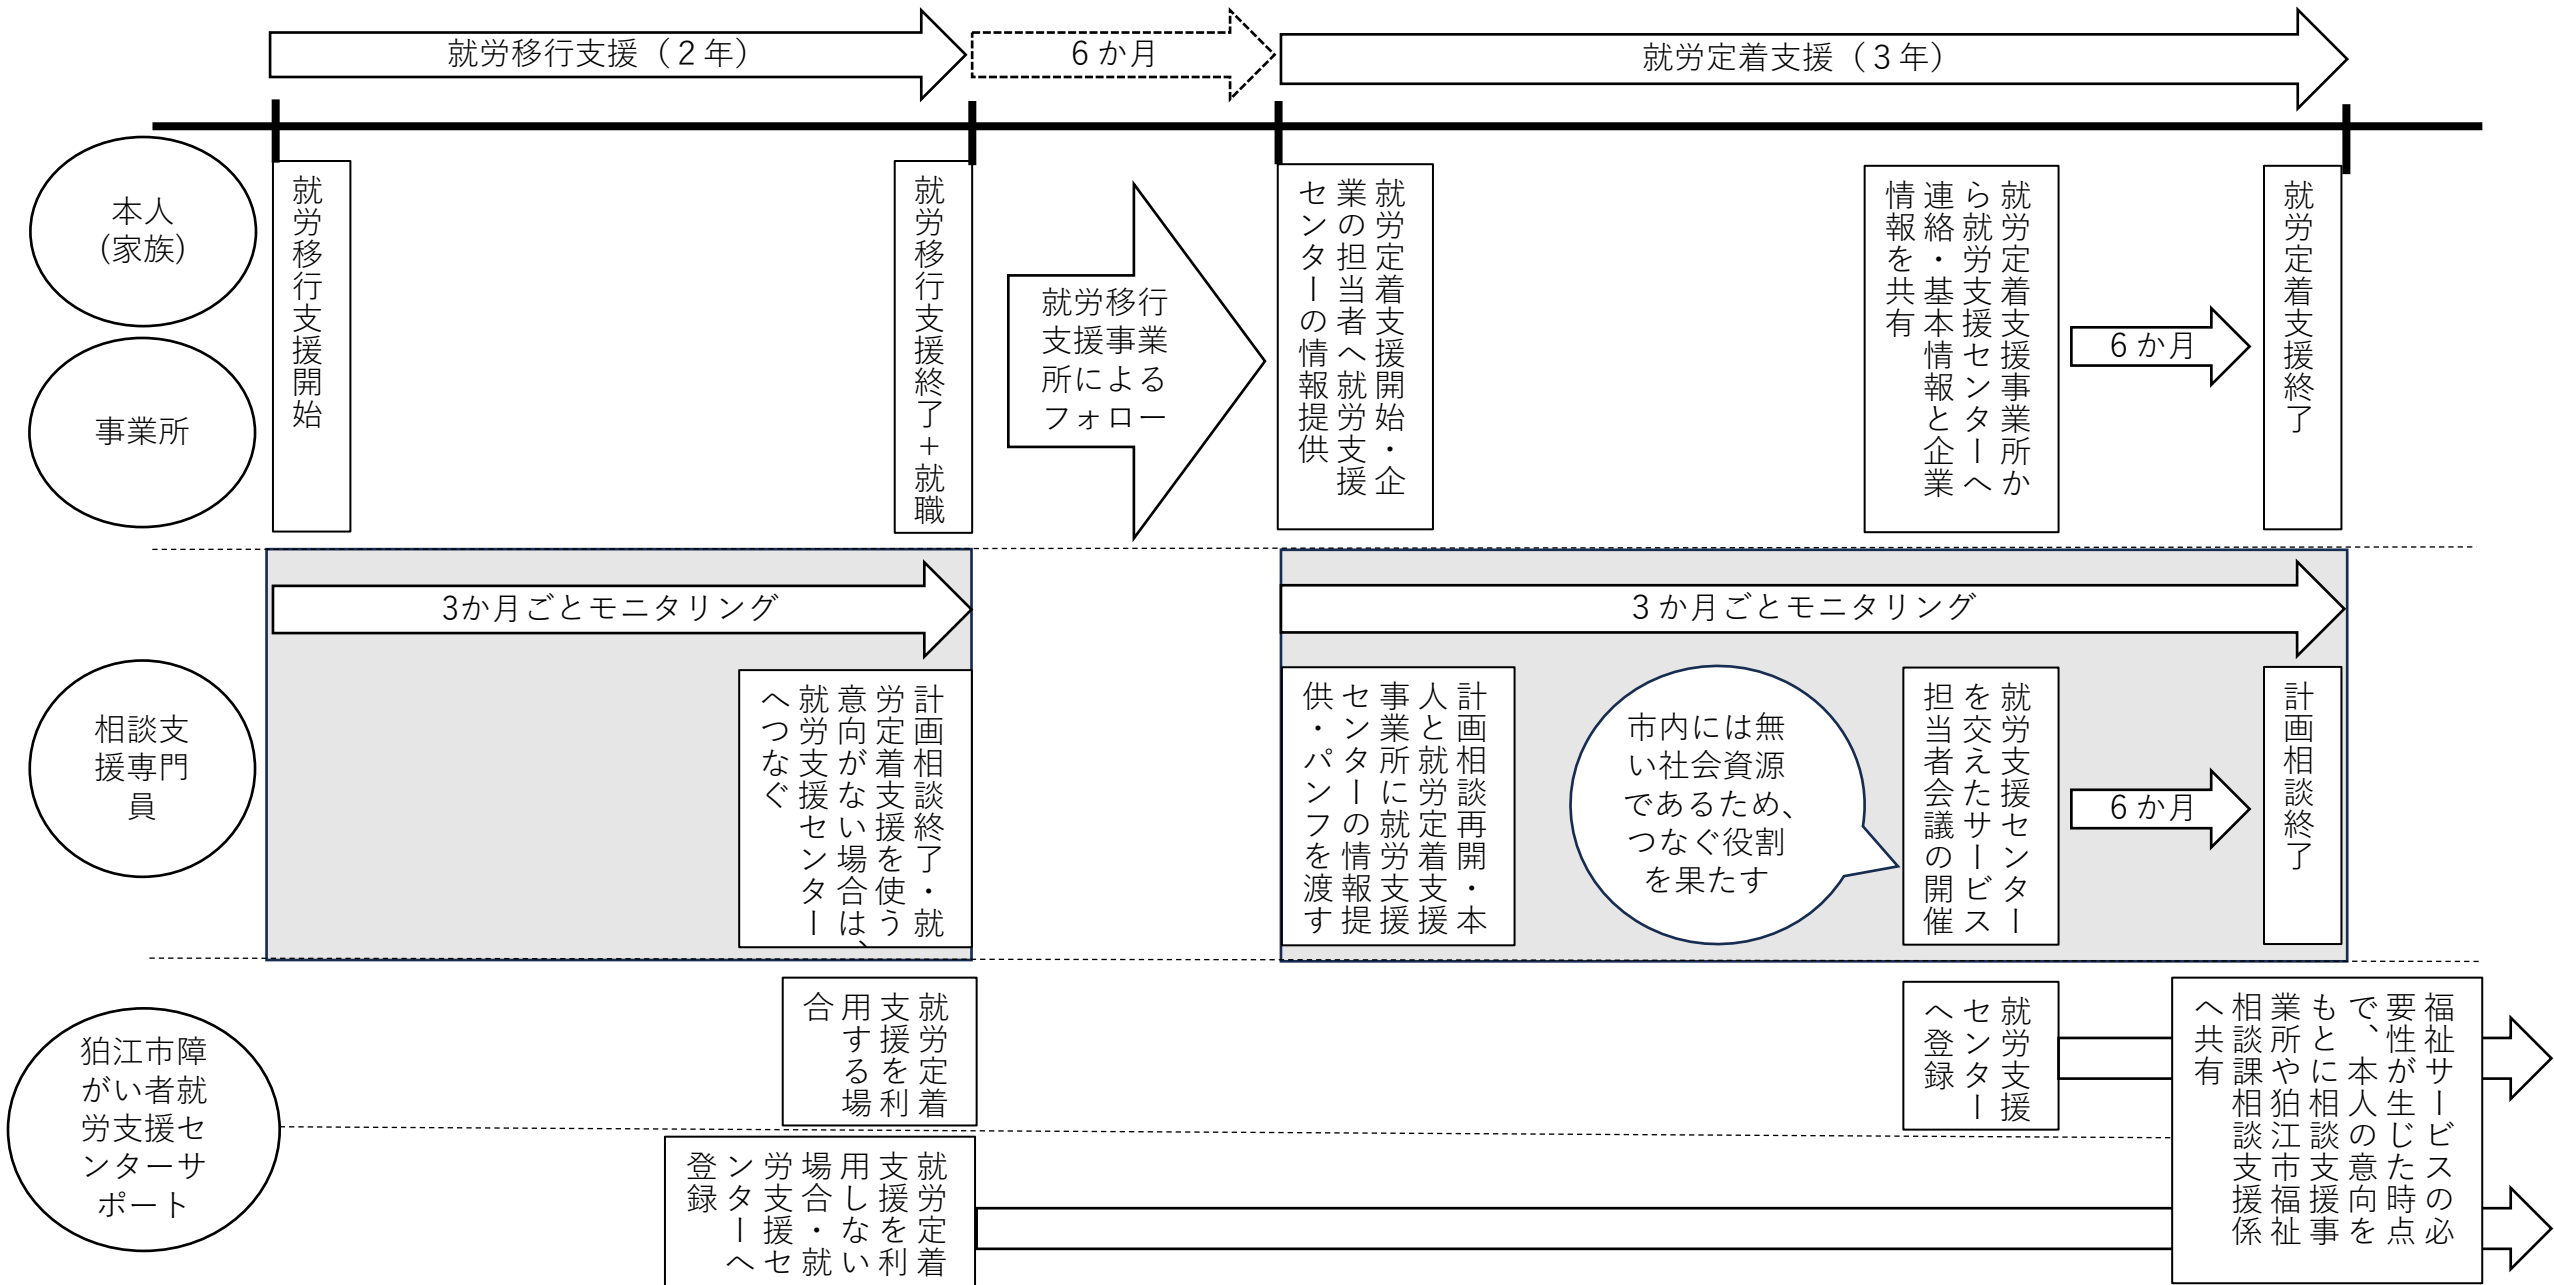 就労移行支援（２年）
６か月
就労定着支援（３年）
本人
（家族）
事業所
就労移行支援開始
就労移行支援終了＋就職
就労移行
支援事業
所による
フォロー
就労定着支援開始・企
業の担当者へ就労支援
センターの情報提供
就労定着支援事業所か
ら就労支援センターへ
連絡・基本情報と企業
情報を共有
６か月
就労定着支援終了
相談支
援専門
員
3か月ごとモニタリング
３か月ごとモニタリング
計画相談終了・就
労定着支援を使う
意向がない場合は、
就労支援センター
へつなぐ
計画相談再開・本
人と就労定着支援
事業所に就労支援
センターの情報提
供・パンフを渡す
市内には無
い社会資源
であるため、
つなぐ役割
を果たす
就労支援センター
を交えたサービス
担当者会議の開催
６か月
計画相談終了
狛江市障
がい者就
労支援セ
ンターサ
ポート
就労定着
支援を利
用する場
合
就労支援
センター
へ登録
就労定着
支援を利
用しない
場合・就
労支援セ
ンターへ
登録
福祉サービスの必
要性が生じた時点
で、本人の意向を
もとに相談支援事
業所や狛江市福祉
相談課相談支援係
へ共有